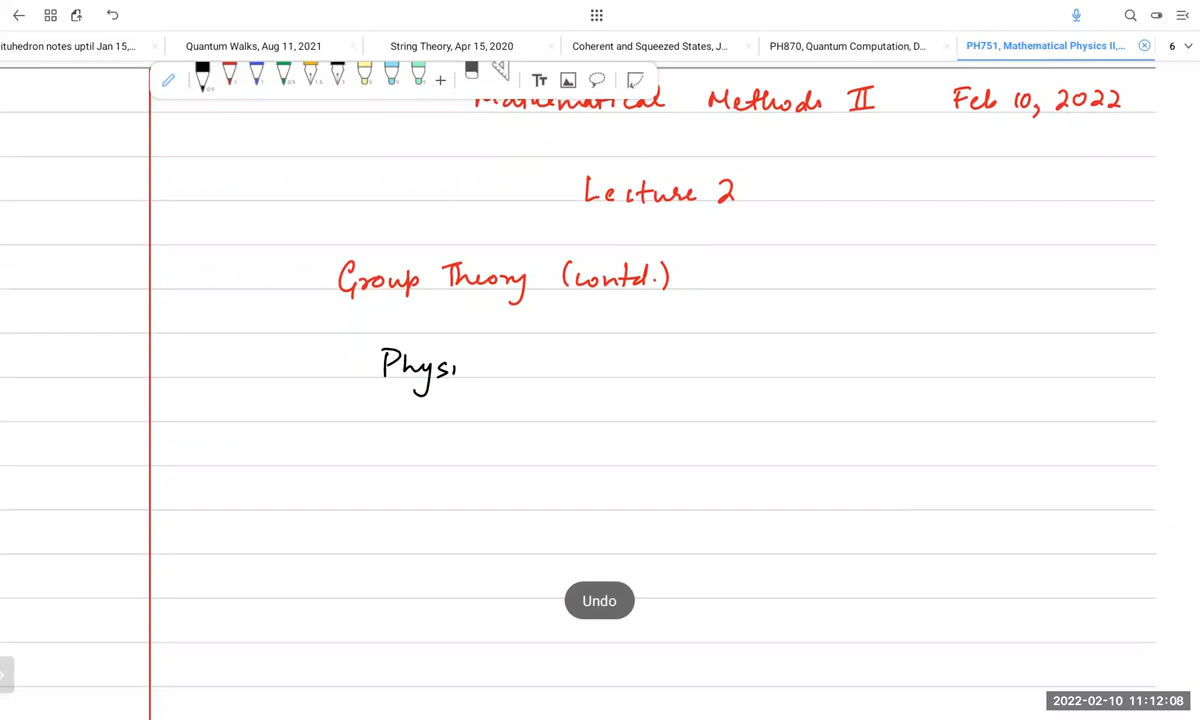 ituhedron notes uptil Jan 15,... Quantum Walks, Aug 11, 2021 String Theory, Apr 15, 2020 Coherent and Squeezed States, J... PH870, Quantum Computation, D... PH751, Mathematical Physics II,... 6
Tт
Mathematical Methods II Feb 10, 2022
Lecture 2
Group Theory (contd.)
Physi
Undo
2022-02-10 11:12:08